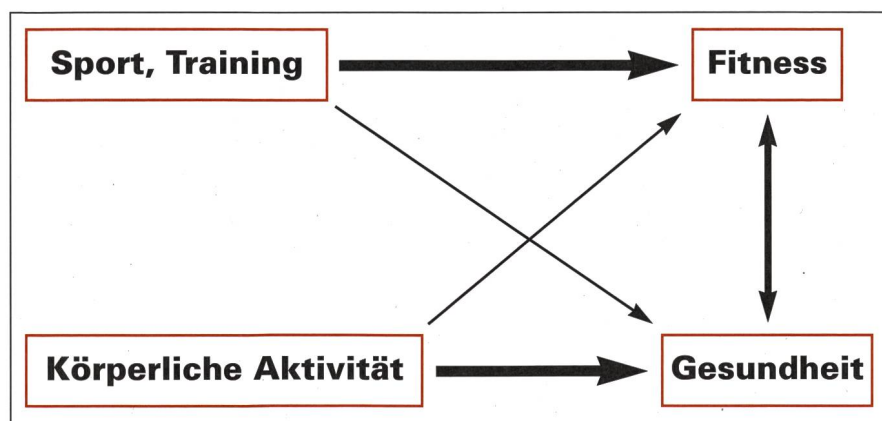 Sport, Training
Fitness
Körperliche Aktivität
Gesundheit